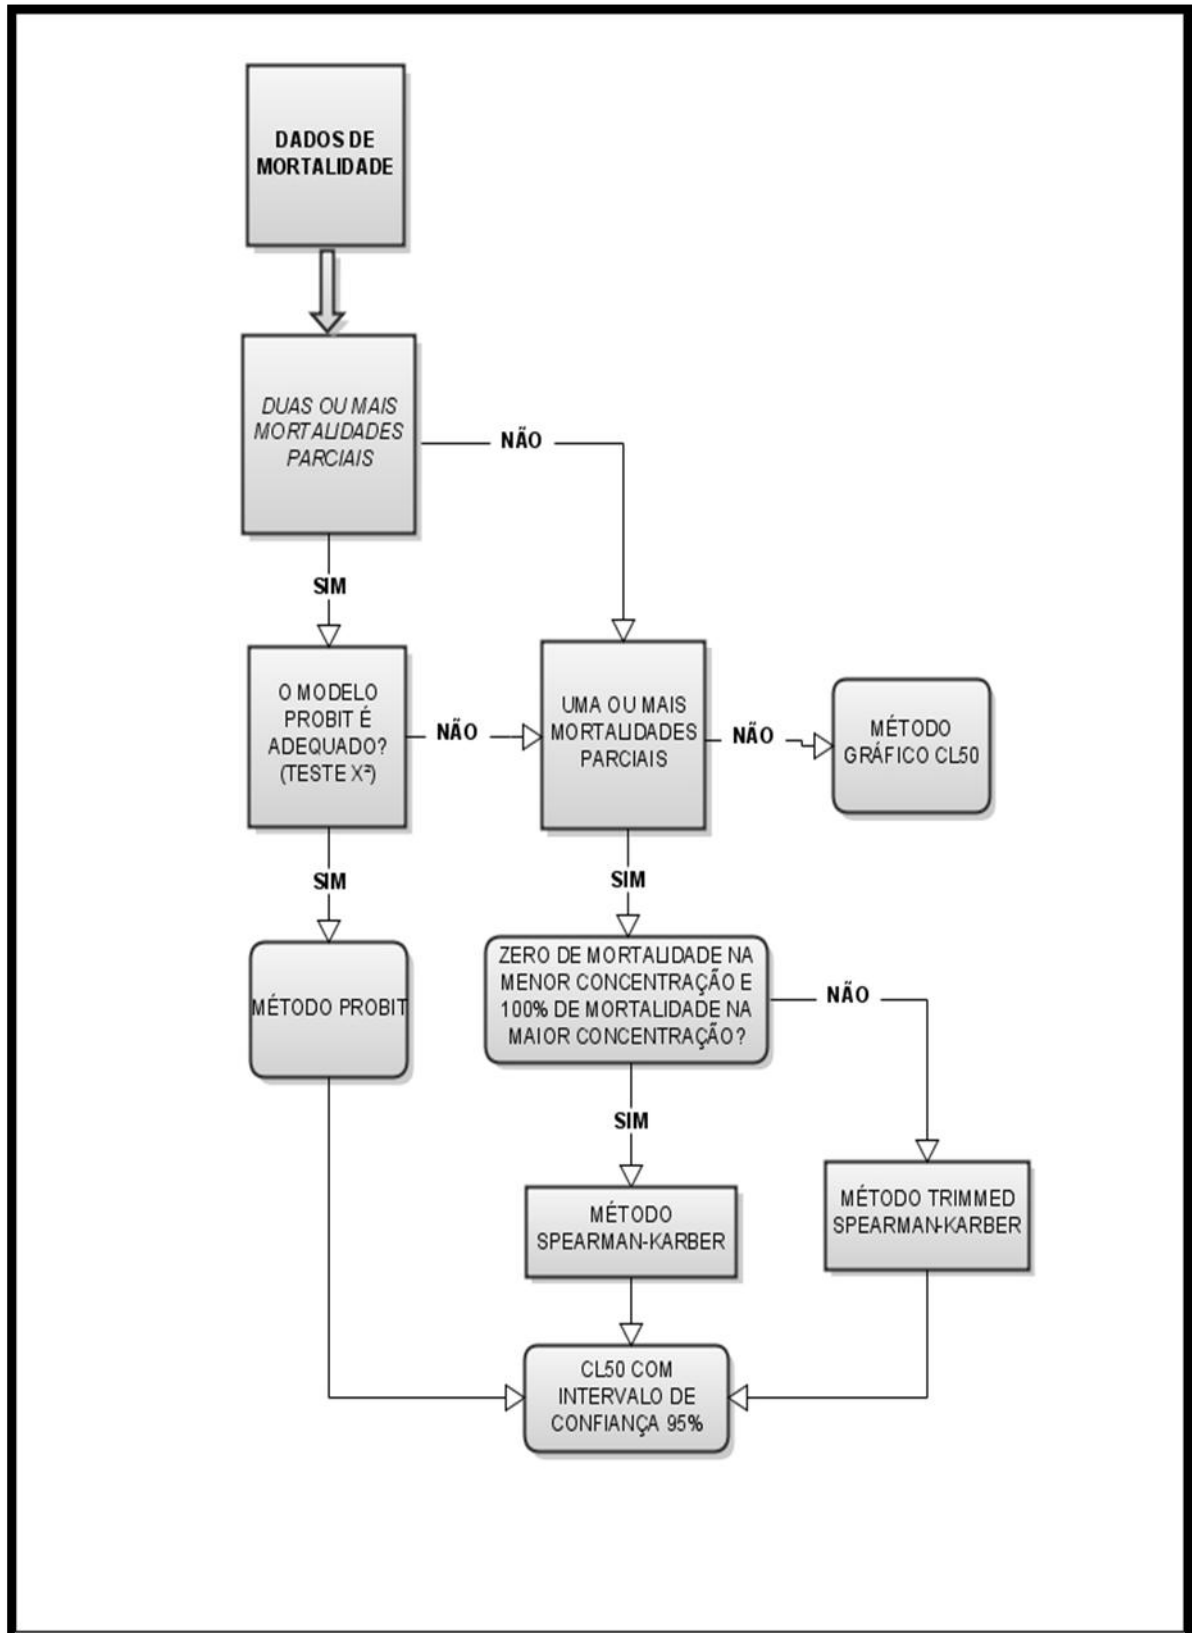 DADOS DE
MORTALIDADE
DUAS OU MAIS
MORTALIDADES
PARCIAIS
NÃO
SIM
O MODELO
PROBIT É
ADEQUADO?
(TESTE X²)
NÃO
UMA OU MAIS
MORTALIDADES
PARCIAIS
NÃO
MÉTODO
GRÁFICO CL50
SIM
SIM
MÉTODO PROBIT
ZERO DE MORTALIDADE NA
MENOR CONCENTRAÇÃO E
100% DE MORTALIDADE NA
MAIOR CONCENTRAÇÃO?
NÃO
SIM
MÉTODO
SPEARMAN-KARBER
MÉTODO TRIMMED
SPEARMAN-KARBER
CL50 COM
INTERVALO DE
CONFIANÇA 95%